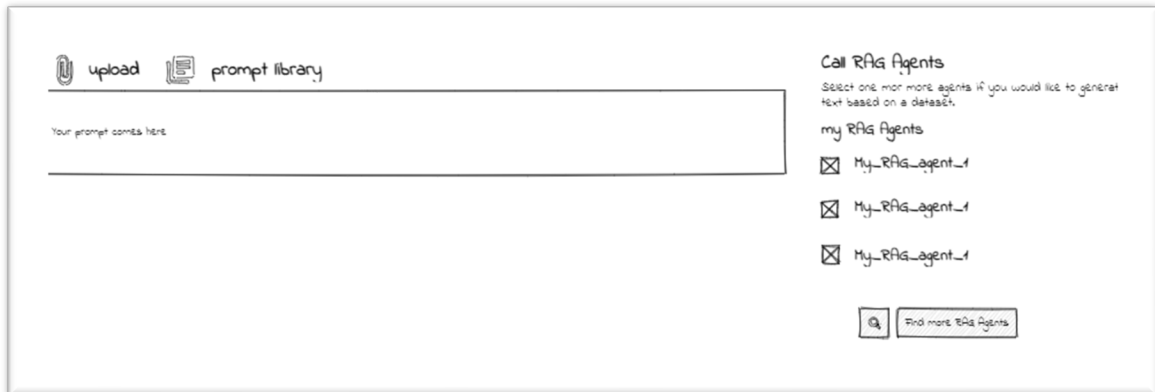 upload
prompt library
Your prompt comes here
Call RAG Agents
Select one mor more agents if you would like to generat
text based on a dataset.
my RAG Agents
My_RAG_agent_1
My_RAG_agent_1
My_RAG_agent_1
Find more RAG Agents